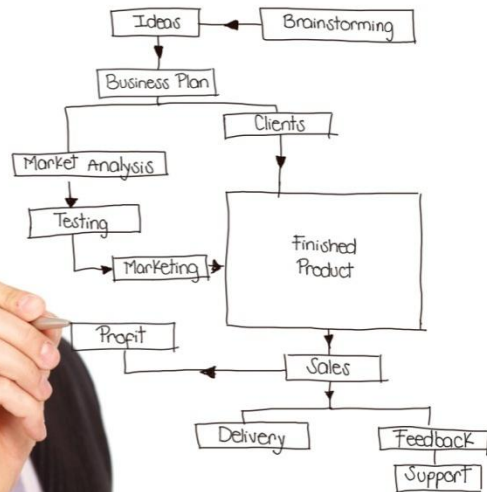 Ideas
Brainstorming
Business Plan
Clients
Market Analysis
Testing
Finished
Product
Marketing
Profit
Sales
Delivery
Feedback
Support